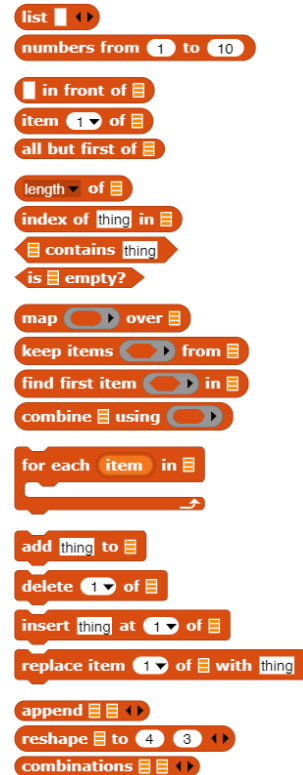 list
numbers from 1 to 10
in front of
item 1 of
all but first of
length of
index of thing in
contains thing
is empty?
map over
keep items from
find first item in
combine using
for each item in
add thing to
delete 1 of
insert thing at 1 of
replace item 1 of with thing
append
reshape to 4 3
combinations